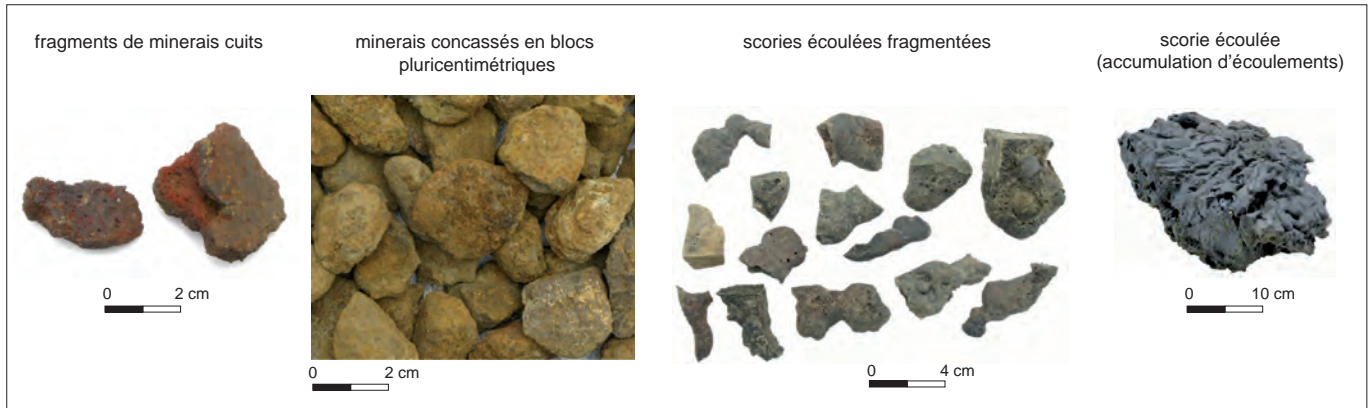 fragments de minerais cuits
minerais concassés en blocs
pluricentimétriques
scories écoulées fragmentées
scorie écoulée
(accumulation d'écoulements)
0 2 cm
0 2 cm
0 4 cm
0 10 cm